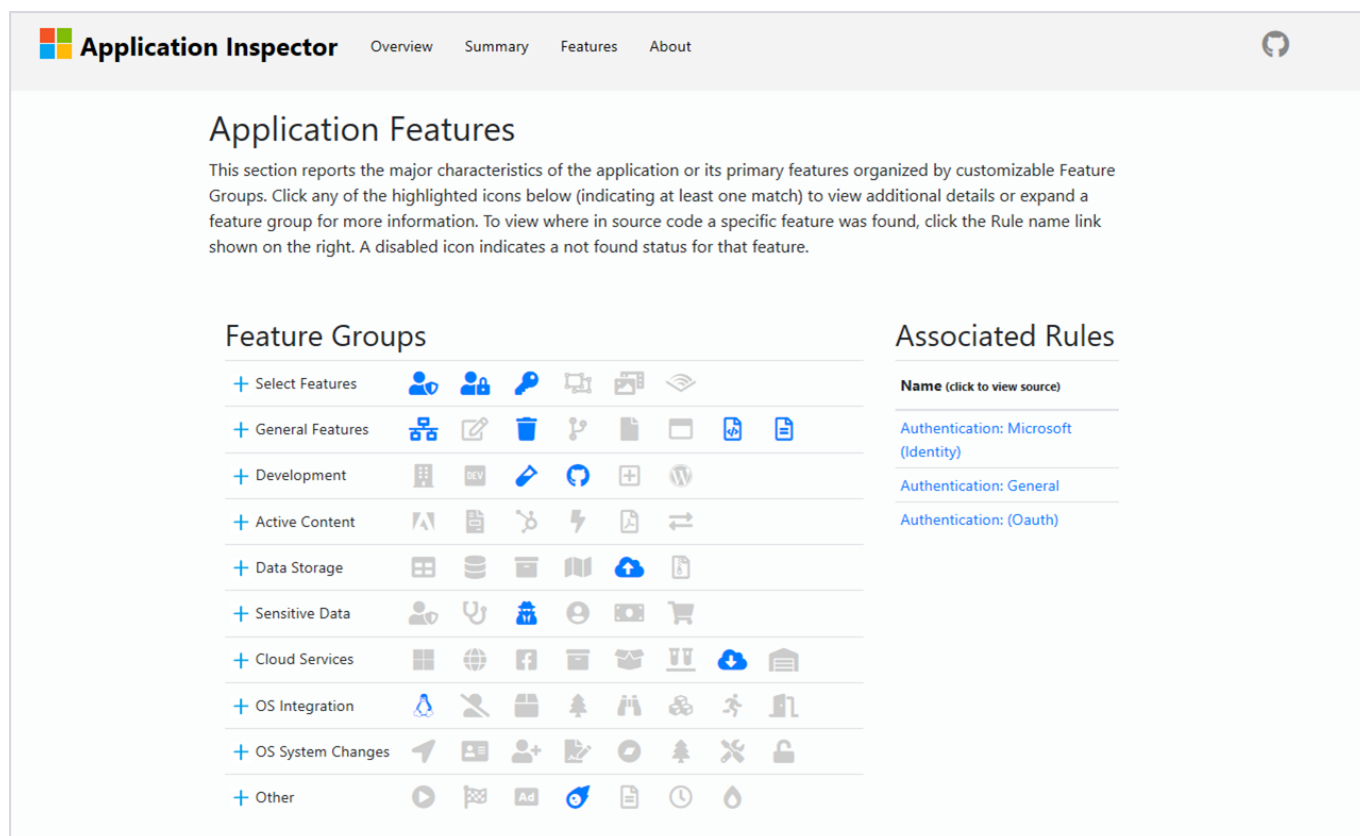 Application Inspector Overview Summary Features About
Application Features
This section reports the major characteristics of the application or its primary features organized by customizable Feature
Groups. Click any of the highlighted icons below (indicating at least one match) to view additional details or expand a
feature group for more information. To view where in source code a specific feature was found, click the Rule name link
shown on the right. A disabled icon indicates a not found status for that feature.
Feature Groups
Select Features
General Features
Development
DEV
Active Content
Data Storage
Sensitive Data
Cloud Services
OS Integration
OS System Changes
Other
Ad
Associated Rules
Name (click to view source)
Authentication: Microsoft
(Identity)
Authentication: General
Authentication: (Oauth)